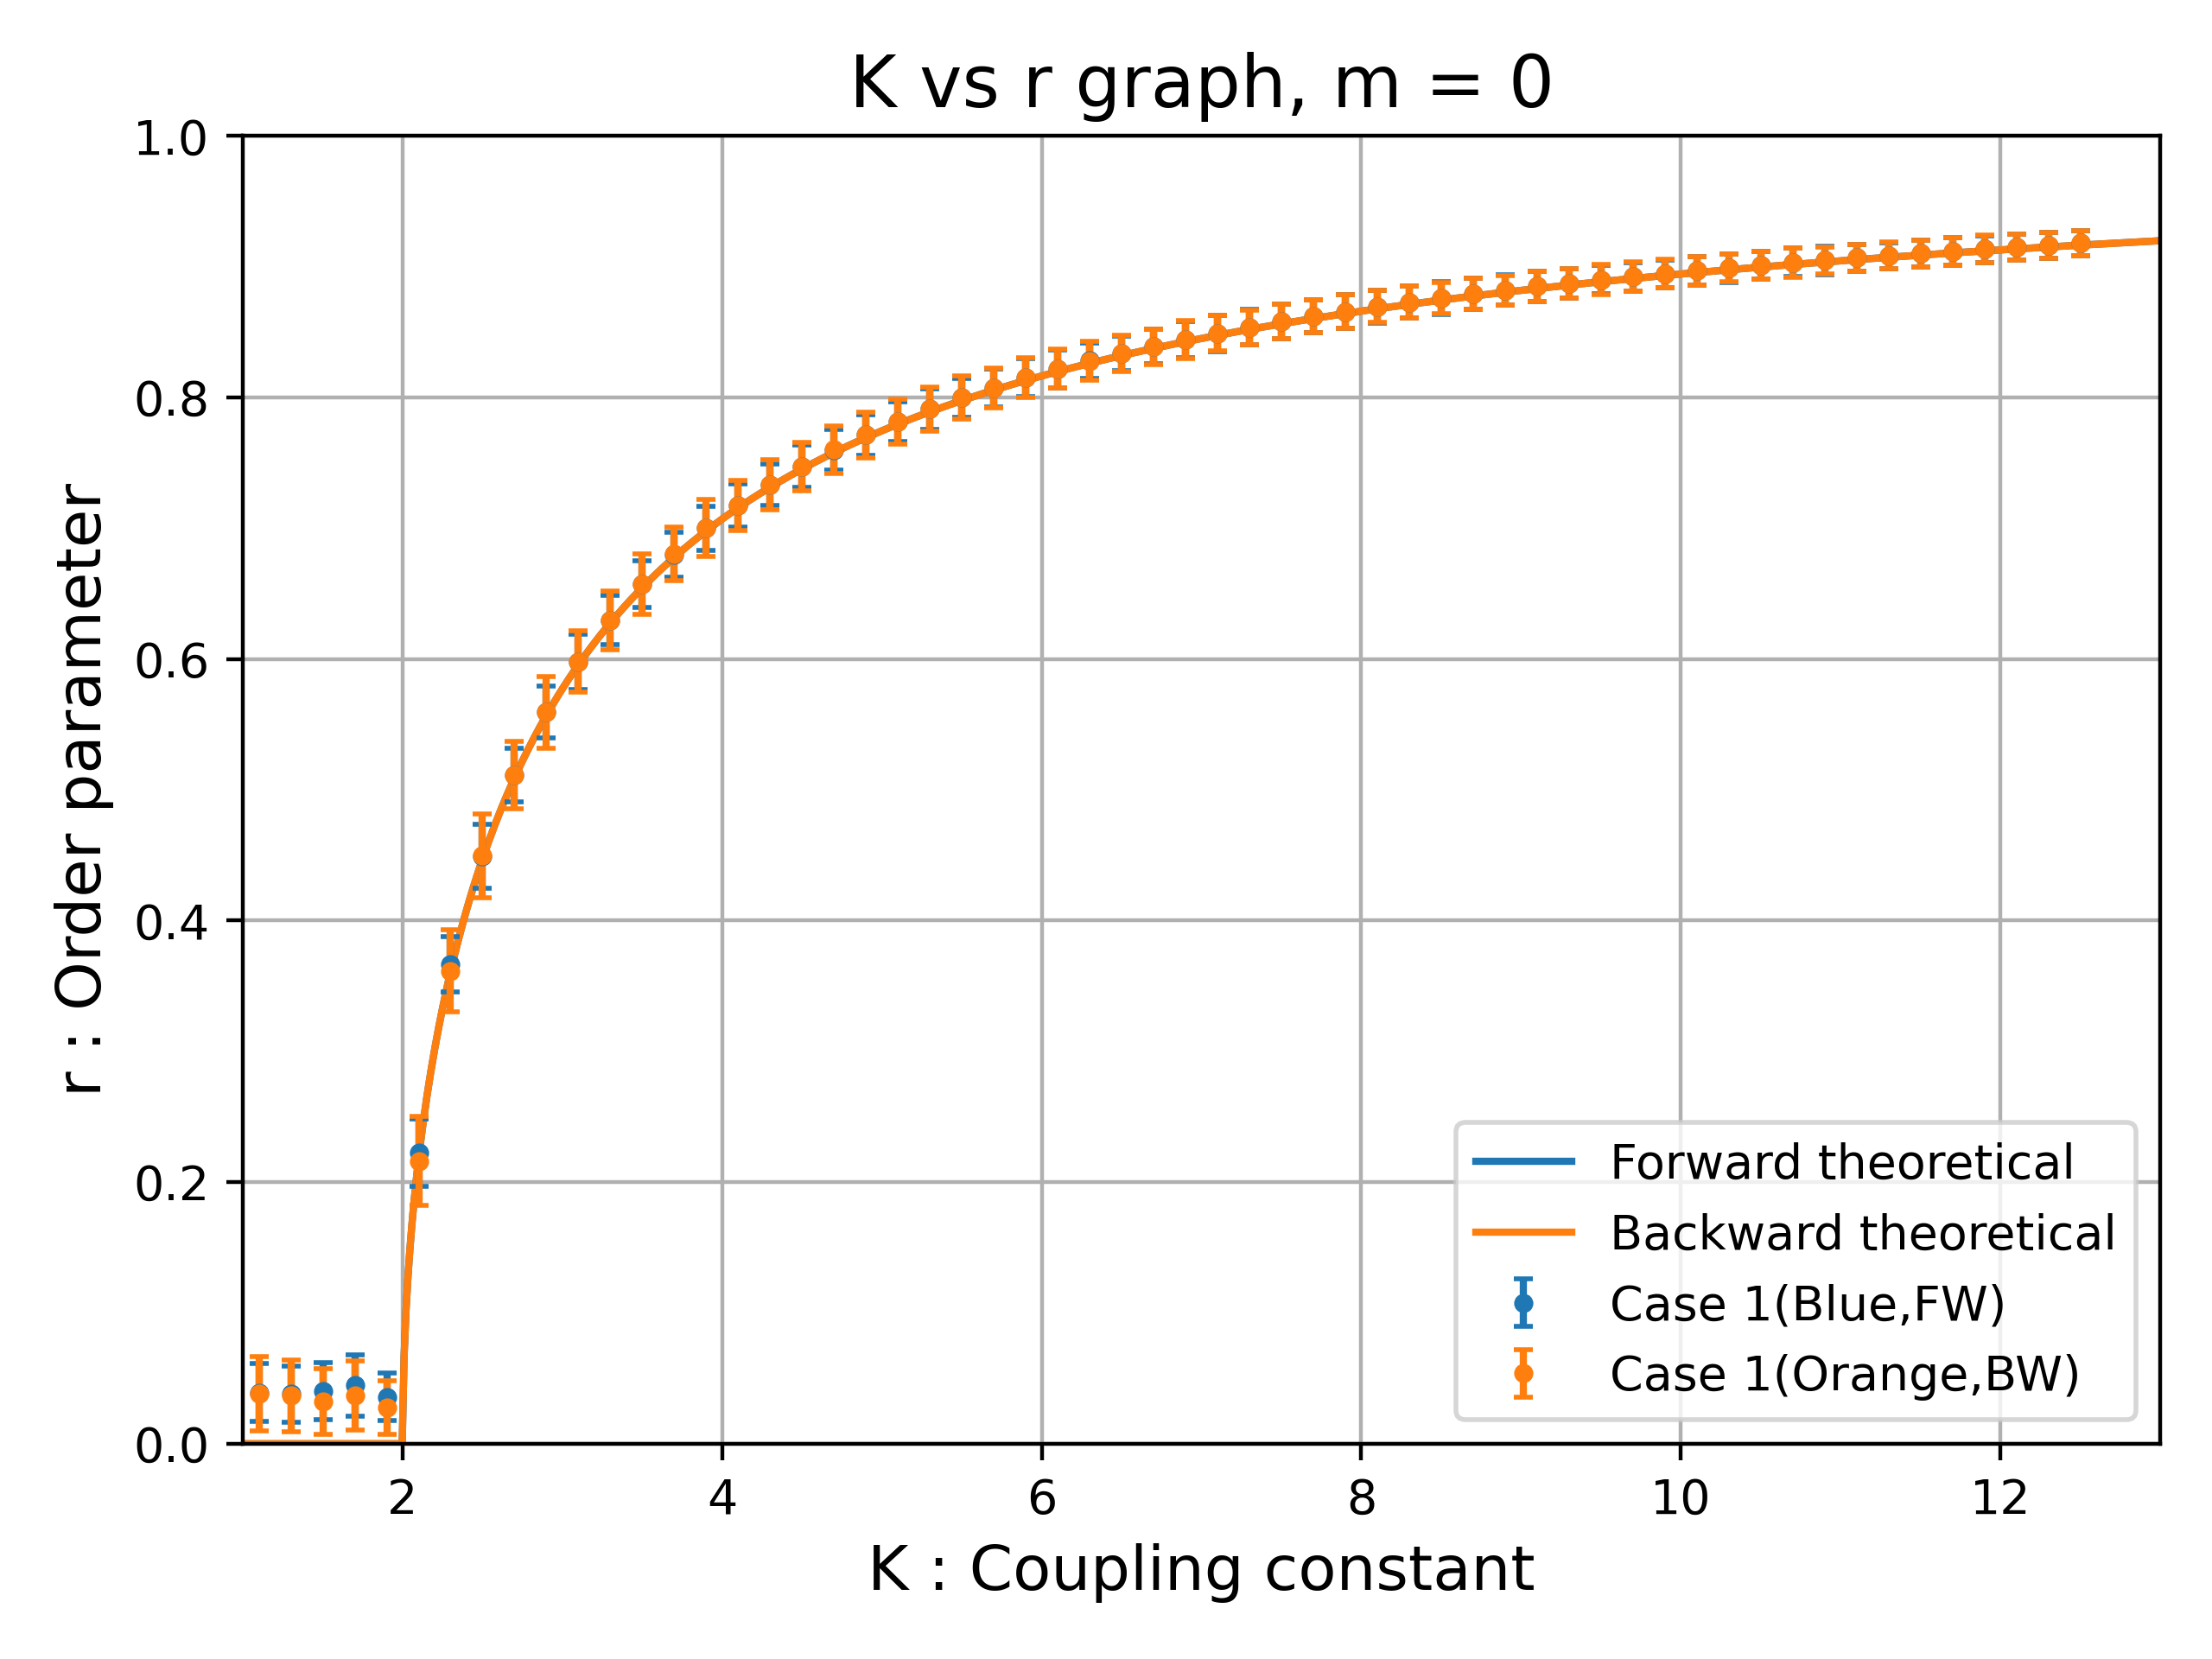 K vs r graph, m = 0
1.0
0.8
0.6
0.4
0.2
0.0
r : Order parameter
2 4 6 8 10 12
K : Coupling constant
Forward theoretical
Backward theoretical
Case 1(Blue,FW)
Case 1(Orange,BW)